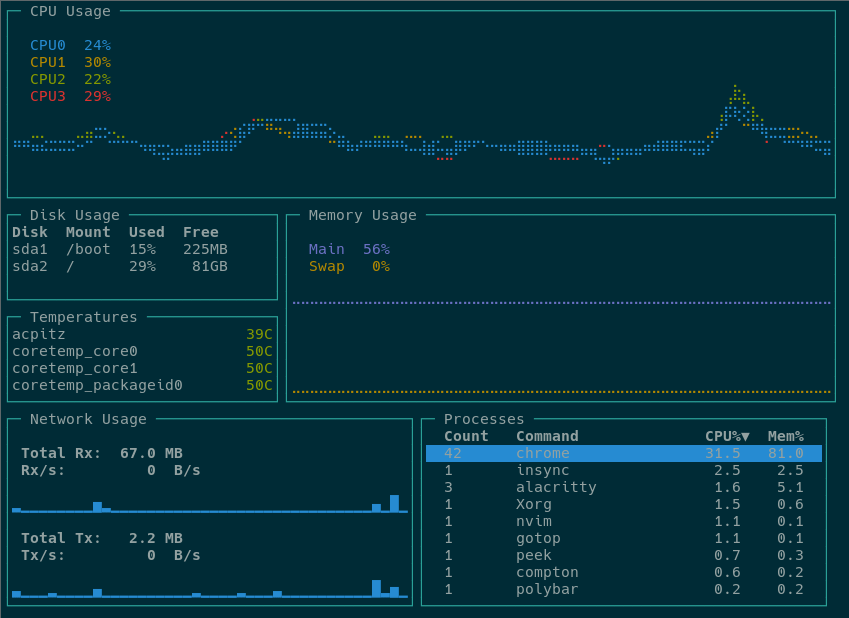 CPU Usage
CPU0 24%
CPU1 30%
CPU2 22%
CPU3 29%
Disk Usage
Disk Mount Used Free
sda1 /boot 15% 225MB
sda2 / 29% 81GB
Memory Usage
Main 56%
Swap 0%
Temperatures
acpitz 39C
coretemp_core0 50C
coretemp_core1 50C
coretemp_packageid0 50C
Network Usage
Total Rx: 67.0 MB
Rx/s: 0 B/s
Total Tx: 2.2 MB
Tx/s: 0 B/s
Processes
Count Command CPU%▼ Mem%
42 chrome 31.5 81.0
1 insync 2.5 2.5
3 alacritty 1.6 5.1
1 Xorg 1.5 0.6
1 nvim 1.1 0.1
1 gotop 1.1 0.1
1 peek 0.7 0.3
1 compton 0.6 0.2
1 polybar 0.2 0.2